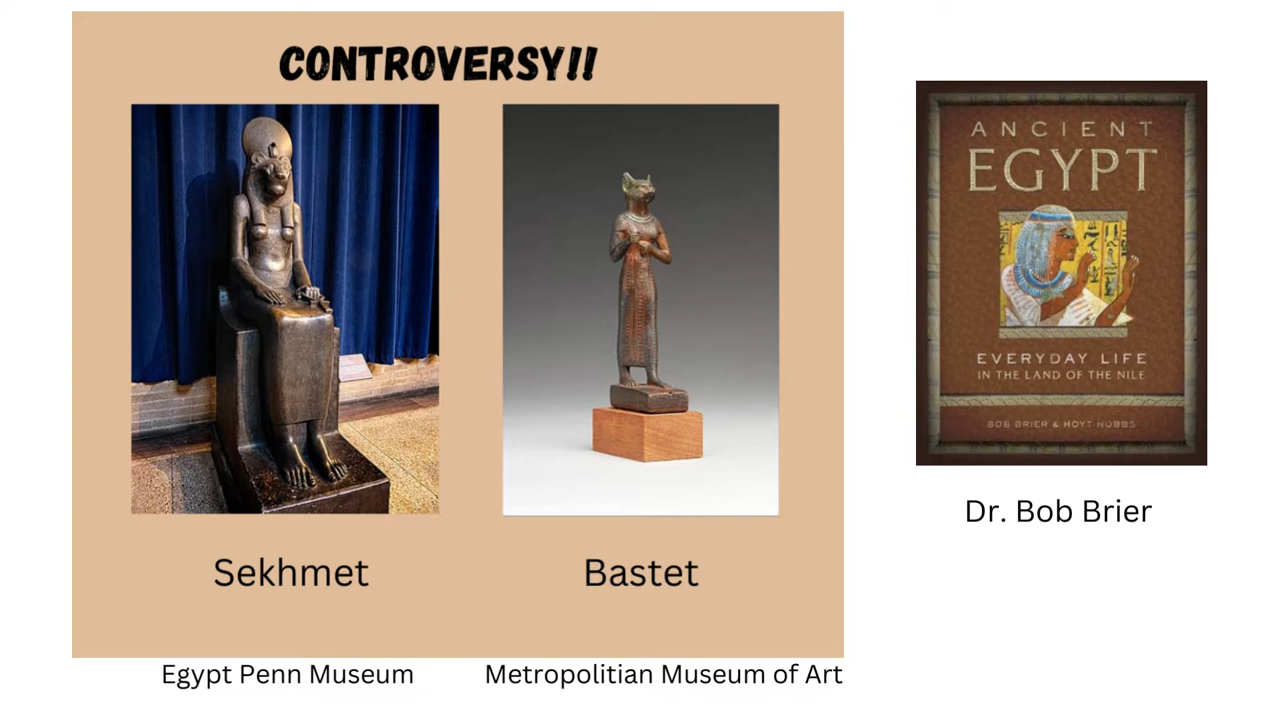 CONTROVERSY!!
Sekhmet
Bastet
Egypt Penn Museum
Metropolitian Museum of Art
ANCIENT
EGYPT
EVERYDAY LIFE
IN THE LAND OF THE NILE
BOB BRIER & HOYT HOBBS
Dr. Bob Brier